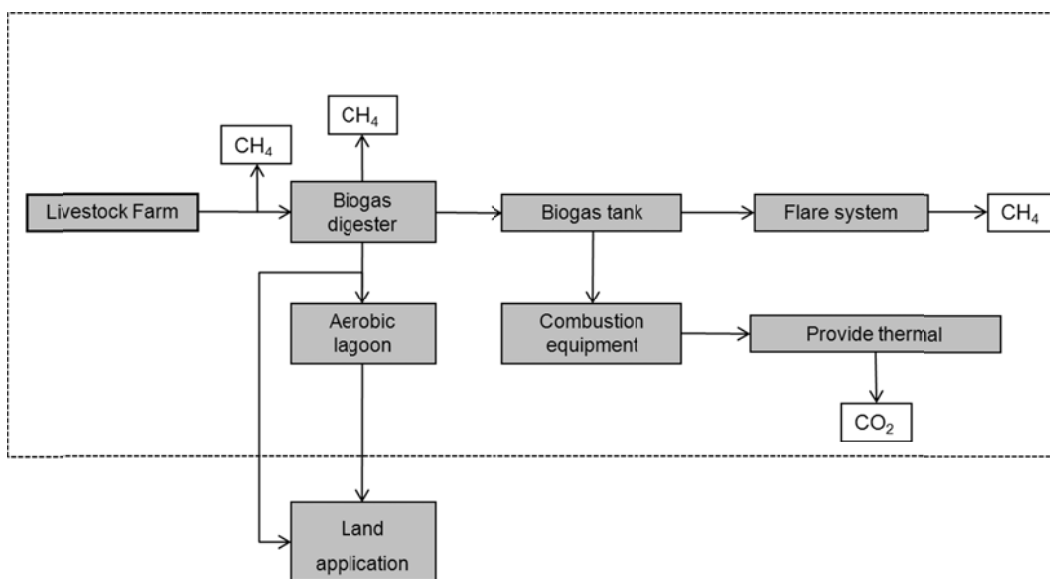 CH₄
CH₄
Livestock Farm
Biogas
digester
Biogas tank
Flare system
CH₄
Aerobic
lagoon
Combustion
equipment
Provide thermal
CO₂
Land
application